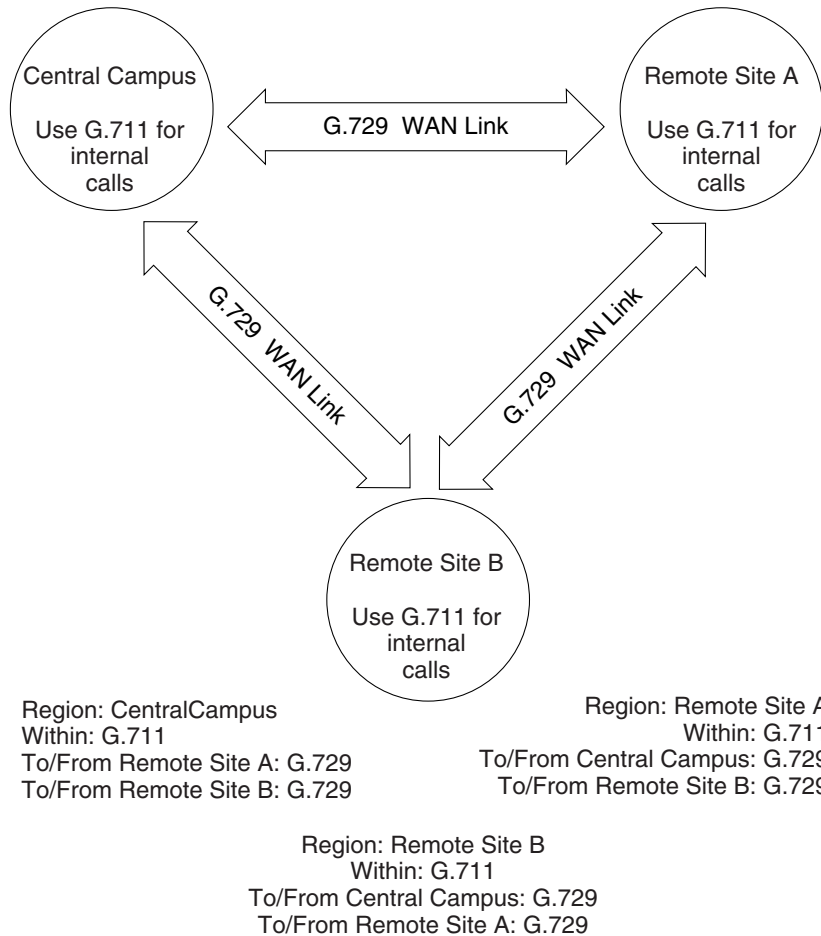 Central Campus
Use G.711 for
internal
calls
G.729 WAN Link
Remote Site A
Use G.711 for
internal
calls
G.729 WAN Link
G.729 WAN Link
Remote Site B
Use G.711 for
internal
calls
Region: CentralCampus
Within: G.711
To/From Remote Site A: G.729
To/From Remote Site B: G.729
Region: Remote Site A
Within: G.711
To/From Central Campus: G.729
To/From Remote Site B: G.729
Region: Remote Site B
Within: G.711
To/From Central Campus: G.729
To/From Remote Site A: G.729